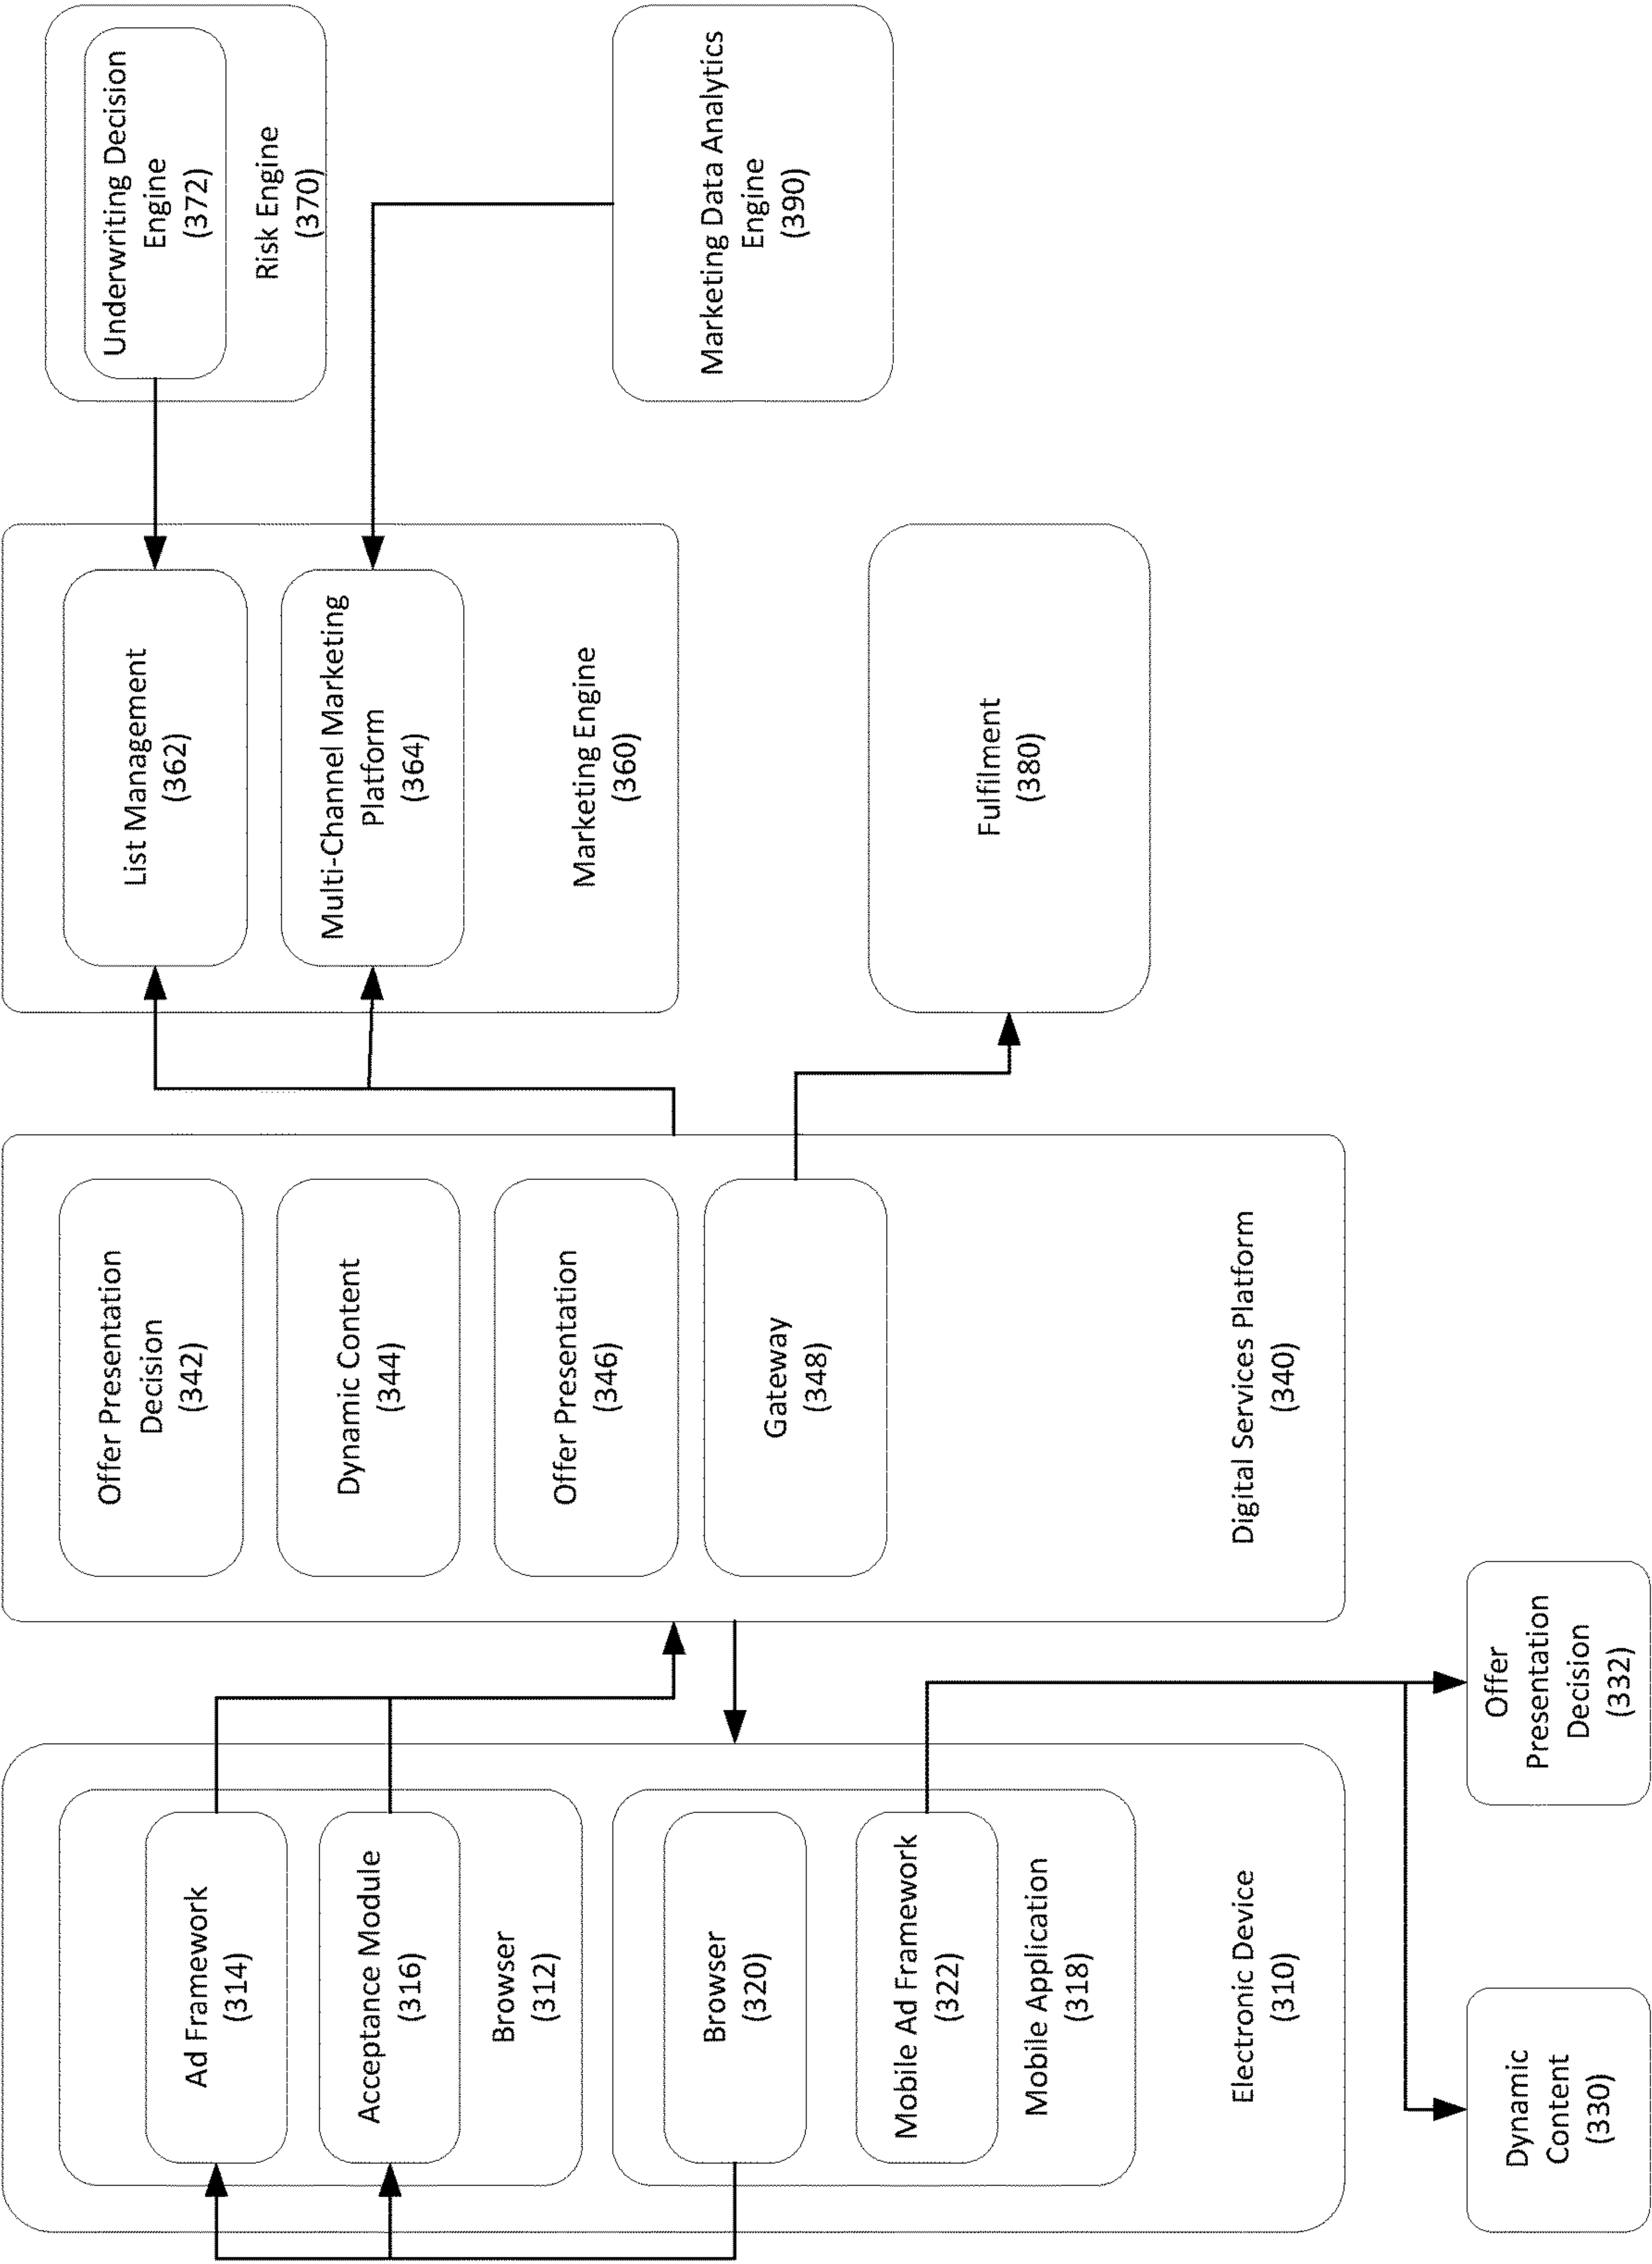 Ad Framework
(314)
Acceptance Module
(316)
Browser
(312)
Browser
(320)
Mobile Ad Framework
(322)
Mobile Application
(318)
Electronic Device
(310)
Dynamic
Content
(330)
Offer
Presentation
Decision
(332)
Offer Presentation
Decision
(342)
Dynamic Content
(344)
Offer Presentation
(346)
Gateway
(348)
Digital Services Platform
(340)
List Management
(362)
Multi-Channel Marketing
Platform
(364)
Marketing Engine
(360)
Fulfilment
(380)
Underwriting Decision
Engine
(372)
Risk Engine
(370)
Marketing Data Analytics
Engine
(390)